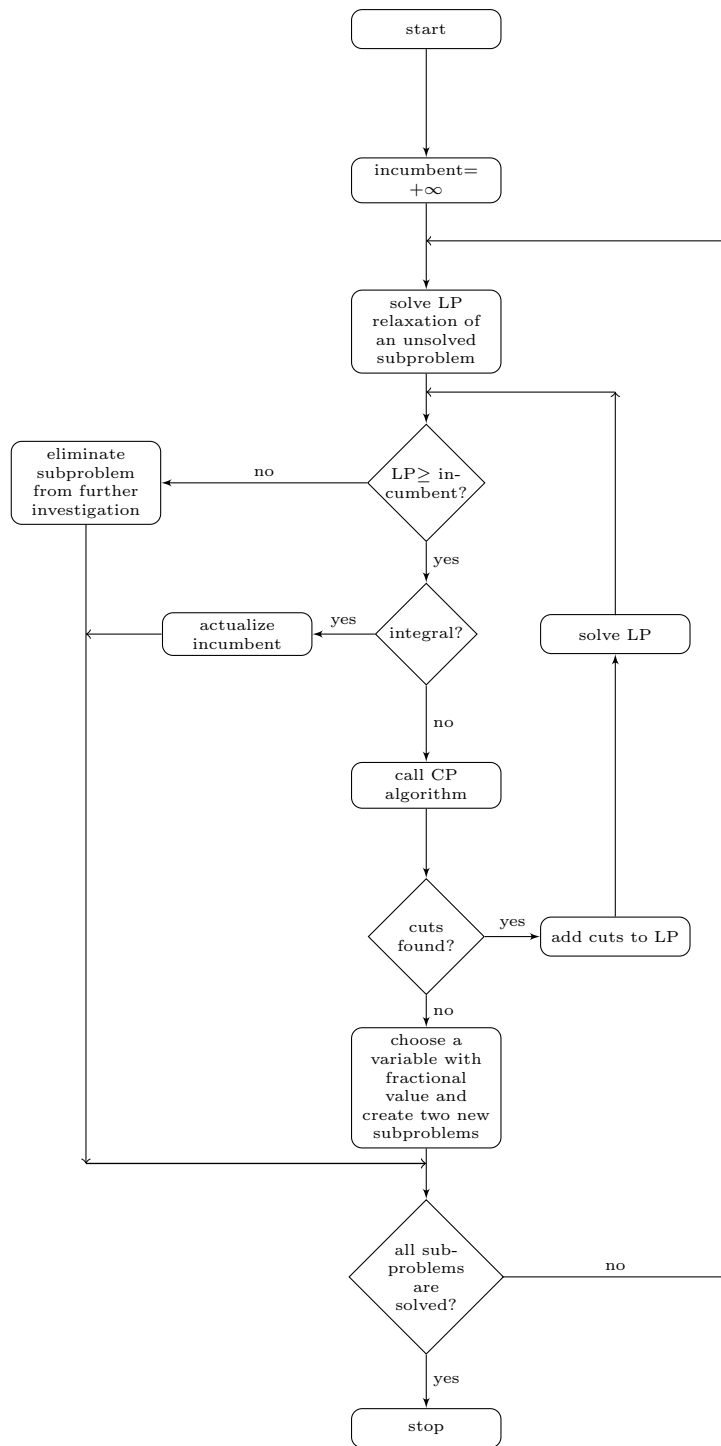 start
incumbent=
+∞
solve LP
relaxation of
an unsolved
subproblem
eliminate
subproblem
from further
investigation
no
LP≥ in-
cumbent?
yes
actualize
incumbent
yes
integral?
solve LP
no
call CP
algorithm
cuts
found?
yes
add cuts to LP
no
choose a
variable with
fractional
value and
create two new
subproblems
all sub-
problems
are
solved?
no
yes
stop